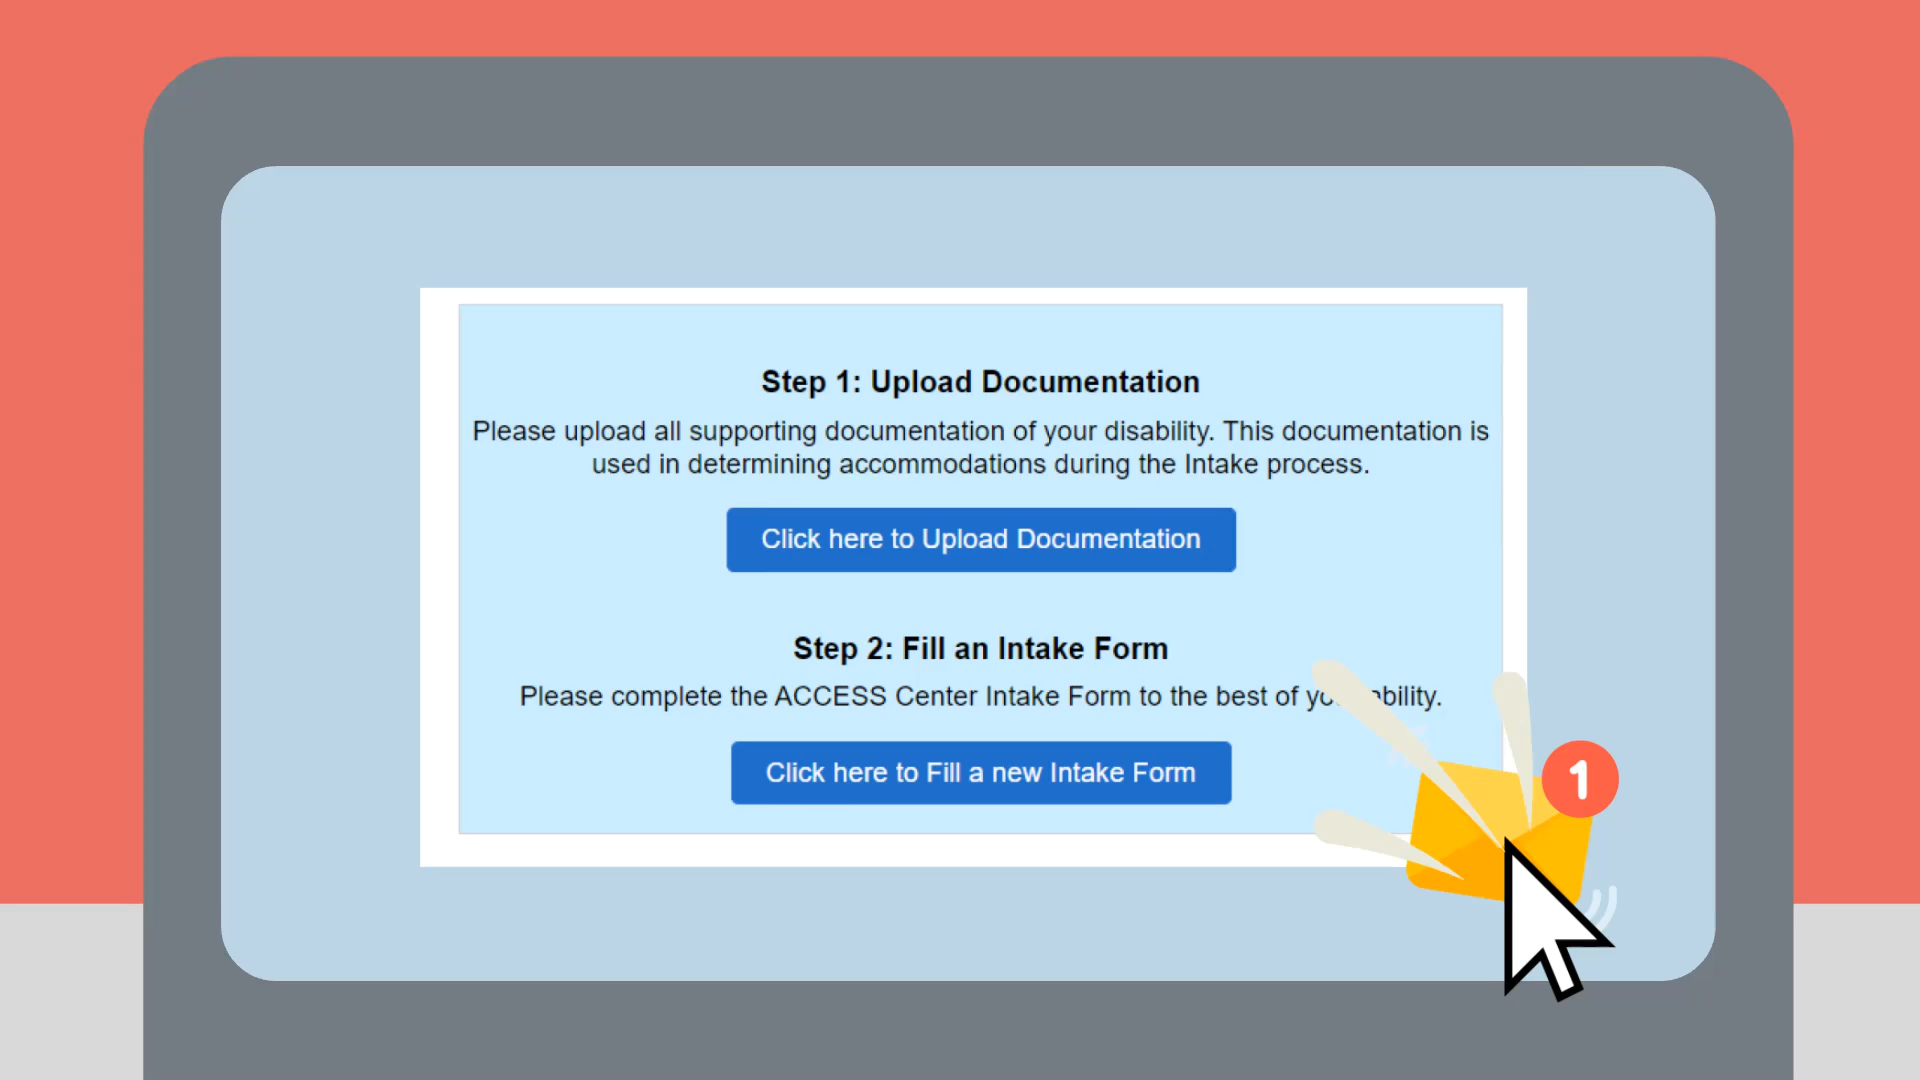 Step 1: Upload Documentation
Please upload all supporting documentation of your disability. This documentation is
used in determining accommodations during the Intake process.
Click here to Upload Documentation
Step 2: Fill an Intake Form
Please complete the ACCESS Center Intake Form to the best of ability.
Click here to Fill a new Intake Form
1